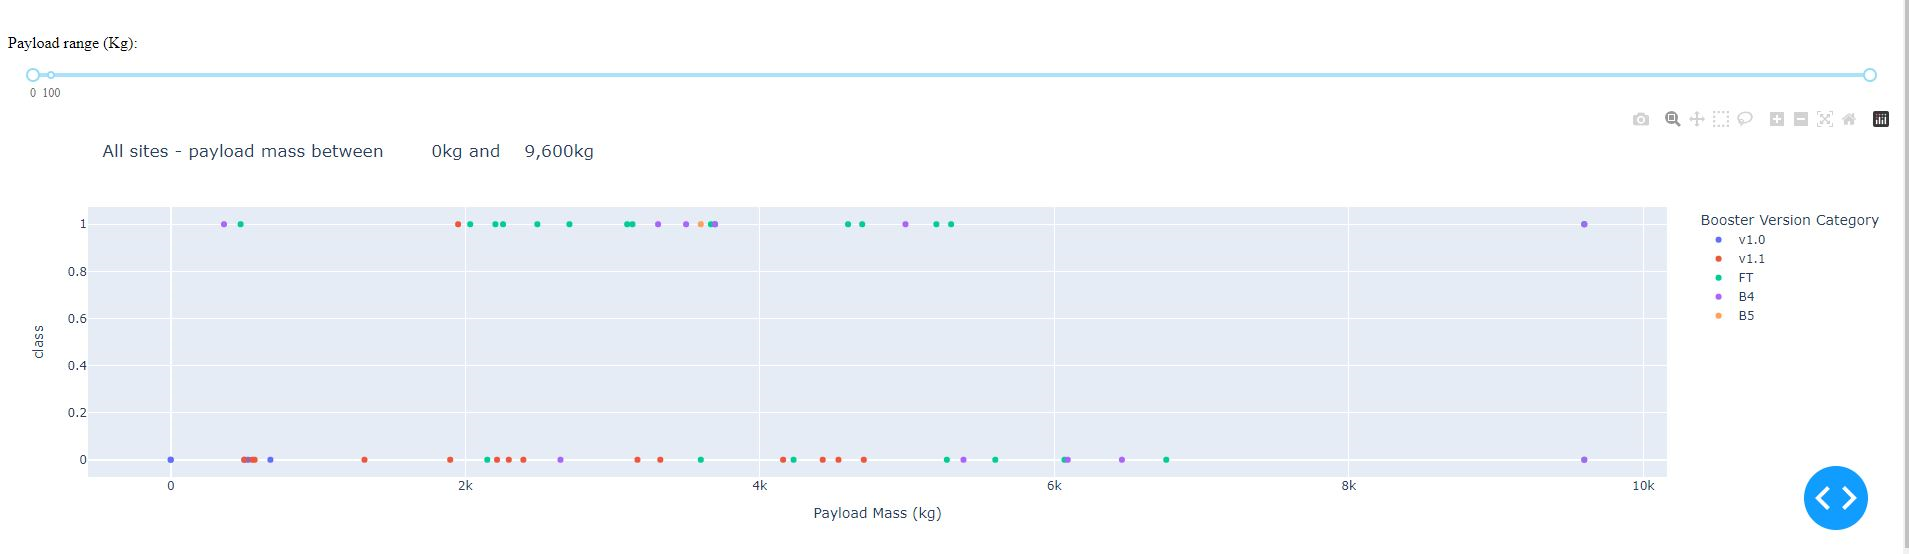 Payload range (Kg):
0 100
All sites - payload mass between 0kg and 9,600kg
1
0.8
0.6
0.4
0.2
0
class
0 2k 4k 6k 8k 10k
Payload Mass (kg)
Booster Version Category
v1.0
v1.1
FT
B4
B5